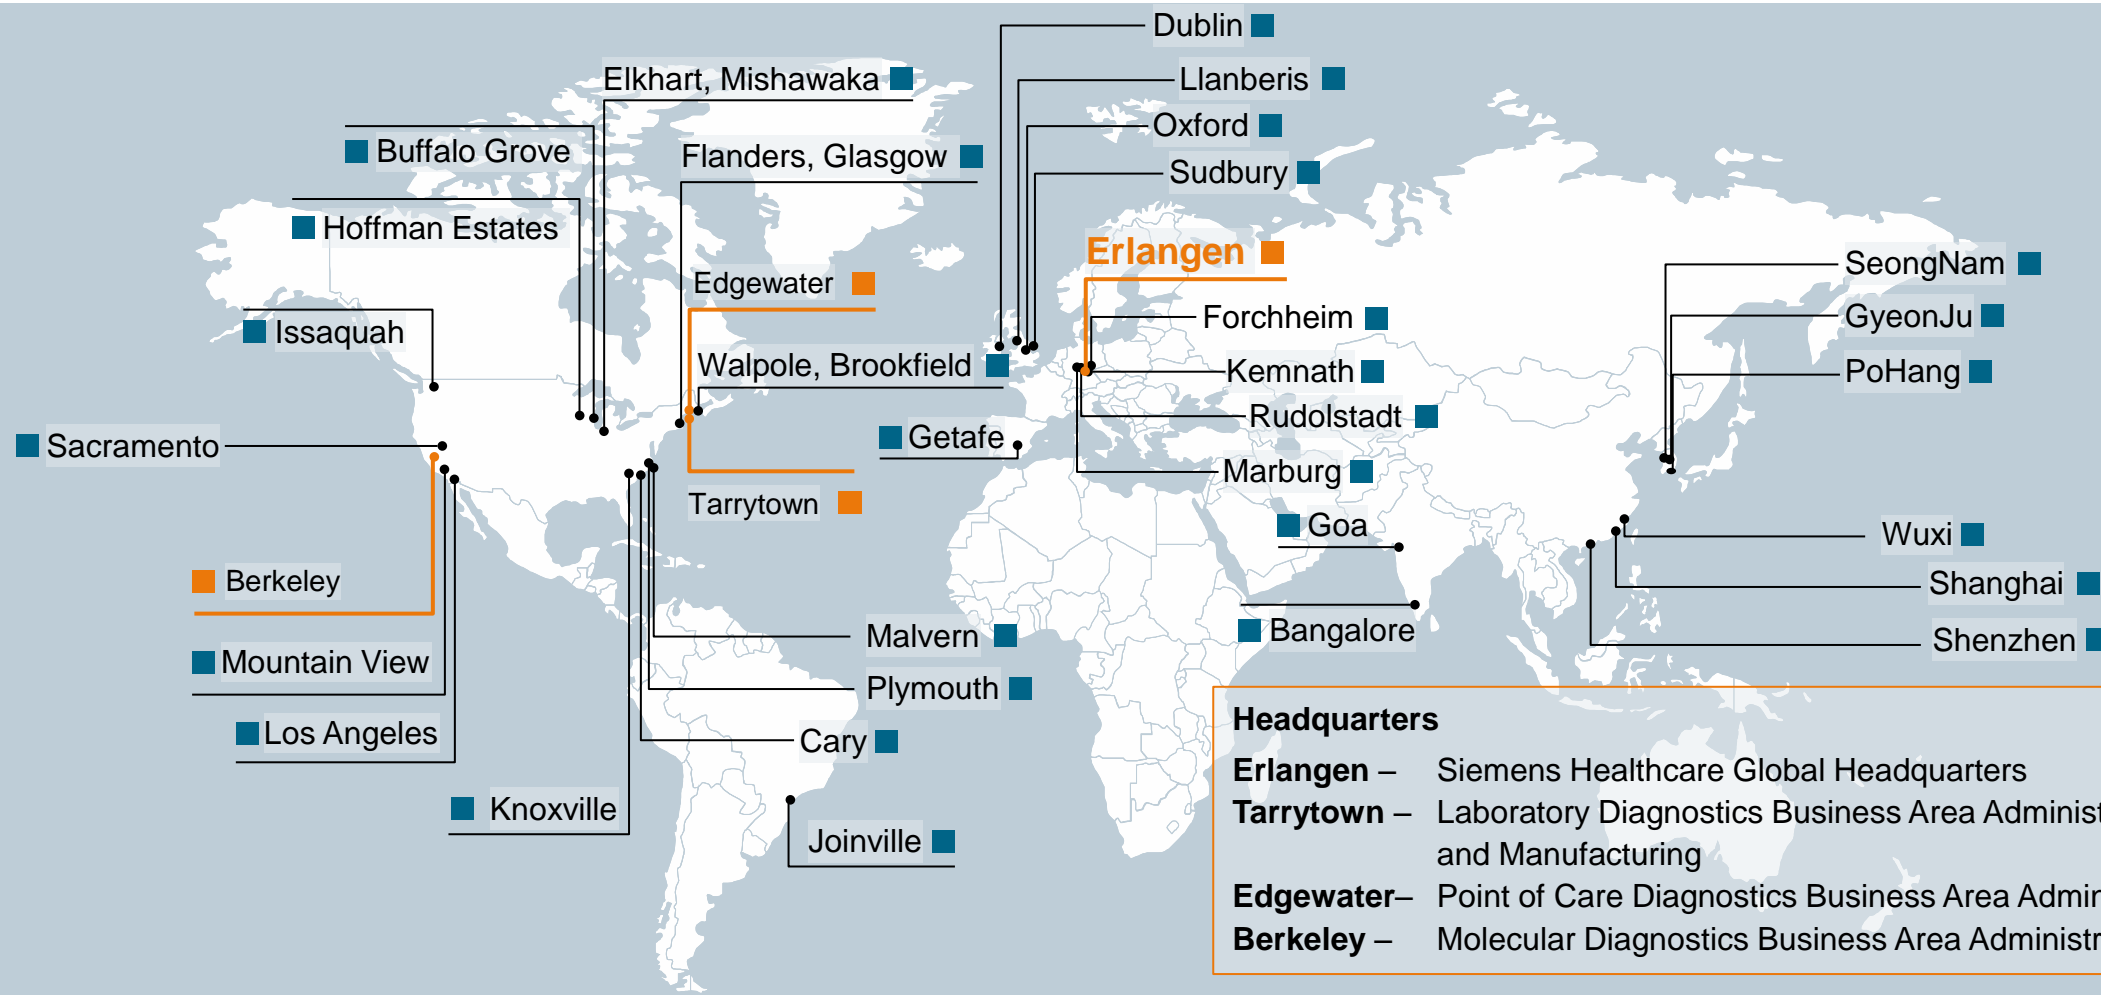 Dublin
Elkhart, Mishawaka
Llanberis
Buffalo Grove
Oxford
Flanders, Glasgow
Sudbury
Hoffman Estates
Erlangen
SeongNam
Edgewater
Forchheim
GyeonJu
Issaquah
Walpole, Brookfield
Kemnath
PoHang
Rudolstadt
Sacramento
Getafe
Marburg
Tarrytown
Goa
Wuxi
Berkeley
Shanghai
Bangalore
Malvern
Shenzhen
Mountain View
Plymouth
Los Angeles
Cary
Knoxville
Joinville
Headquarters
Erlangen – Siemens Healthcare Global Headquarters
Tarrytown – Laboratory Diagnostics Business Area Administ
and Manufacturing
Edgewater– Point of Care Diagnostics Business Area Admin
Berkeley – Molecular Diagnostics Business Area Administr